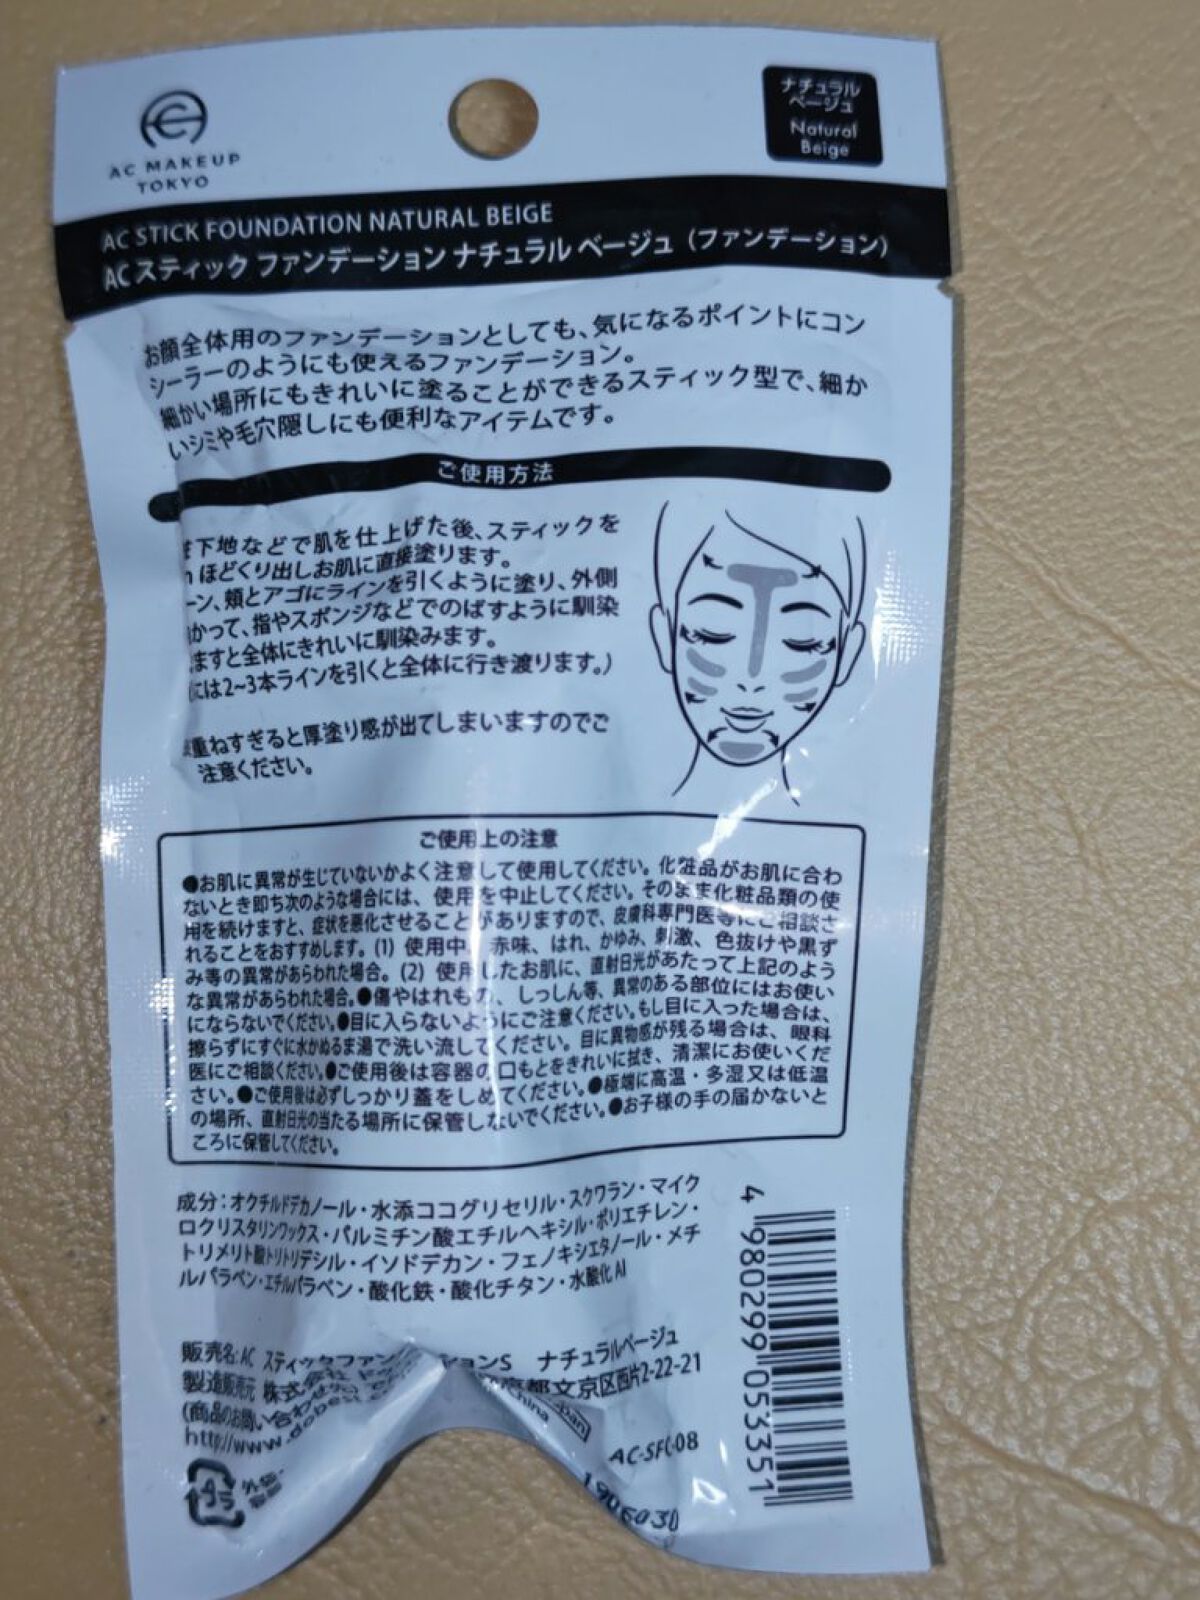 AC MAKEUP
TOKYO
ナチュラル
ベージュ
Natural
Beige
AC STICK FOUNDATION NATURAL BEIGE
AC スティック ファンデーション ナチュラル ベージュ（ファンデーション）
お顔全体用のファンデーションとしても、気になるポイントにコン
シーラーのようにも使えるファンデーション。
細かい場所にもきれいに塗ることができるスティック型で、細か
いシミや毛穴隠しにも便利なアイテムです。
ご使用方法
下地などで肌を仕上げた後、スティックを
ほどくり出しお肌に直接塗ります。
ーン、頬とアゴにラインを引くように塗り、外側
かって、指やスポンジなどでのばすように馴染
ますと全体にきれいに馴染みます。
には2~3本ラインを引くと全体に行き渡ります。）
重ねすぎると厚塗り感が出てしまいますのでご
注意ください。
ご使用上の注意
●お肌に異常が生じていないかよく注意して使用してください。化粧品がお肌に合わ
ないとき即ち次のような場合には、使用を中止してください。そのまま化粧品類の使
用を続けますと、症状を悪化させることがありますので、皮膚科専門医等にご相談さ
れることをおすすめします。(1) 使用中、赤味、はれ、かゆみ、刺激、色抜けや黒ず
み等の異常があらわれた場合。(2) 使用したお肌に、直射日光があたって上記のよう
な異常があらわれた場合。●傷やはれもの、しっしん等、異常のある部位にはお使い
にならないでください。●目に入らないようにご注意ください。もし目に入った場合は、
擦らずにすぐに水かぬるま湯で洗い流してください。目に異物感が残る場合は、眼科
医にご相談ください。●ご使用後は容器の口もとをきれいに拭き、清潔にお使いくだ
さい。●ご使用後は必ずしっかり蓋をしめてください。●極端に高温・多湿又は低温
の場所、直射日光の当たる場所に保管しないでください。●お子様の手の届かないと
ころに保管してください。
成分：オクチルドデカノール・水添ココグリセリル・スクワラン・マイク
ロクリスタリンワックス・パルミチン酸エチルヘキシル・ポリエチレン・
トリメリト酸トリトリデシル・イソドデカン・フェノキシエタノール・メチ
ルパラベン・エチルパラベン・酸化鉄・酸化チタン・水酸化Al
販売名：AC スティックファンデーションS ナチュラルベージュ
製造販売元 株式会社 都文京区西片2-22-21
(商品のお問い合わせ
http://www.dobest
China
Japan
AC-SFC-08
4 980299 053351